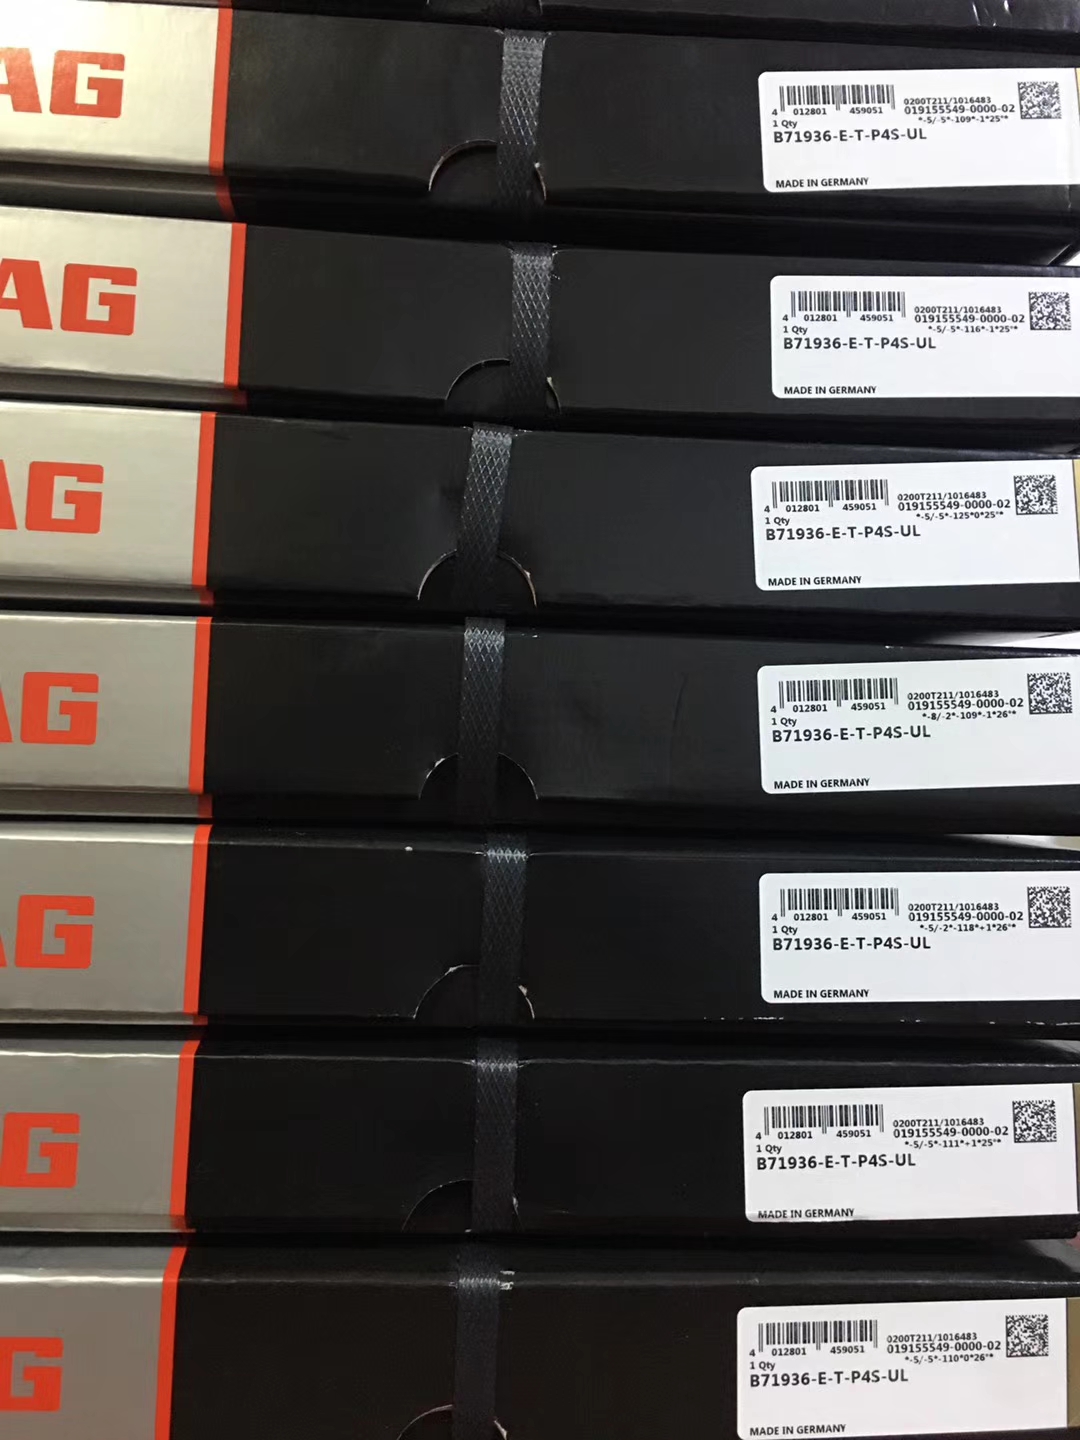 AG
4 012801 459051
0200T211/1016483
019155549-0000-02
*-5/-5*-109*-1*25°*
1 Qty
B71936-E-T-P4S-UL
MADE IN GERMANY
AG
4 012801 459051
0200T211/1016483
019155549-0000-02
*-5/-5*-116*-1*25°*
1 Qty
B71936-E-T-P4S-UL
MADE IN GERMANY
AG
4 012801 459051
0200T211/1016483
019155549-0000-02
*-5/-5*-125*0*25°*
1 Qty
B71936-E-T-P4S-UL
MADE IN GERMANY
AG
4 012801 459051
0200T211/1016483
019155549-0000-02
*-8/-2*-109*-1*26°*
1 Qty
B71936-E-T-P4S-UL
MADE IN GERMANY
AG
4 012801 459051
0200T211/1016483
019155549-0000-02
*-5/-2*-118*+1*26°*
1 Qty
B71936-E-T-P4S-UL
MADE IN GERMANY
G
4 012801 459051
0200T211/1016483
019155549-0000-02
*-5/-5*-111*+1*25°*
1 Qty
B71936-E-T-P4S-UL
MADE IN GERMANY
G
4 012801 459051
0200T211/1016483
019155549-0000-02
*-5/-5*-110*0*26°*
1 Qty
B71936-E-T-P4S-UL
MADE IN GERMANY